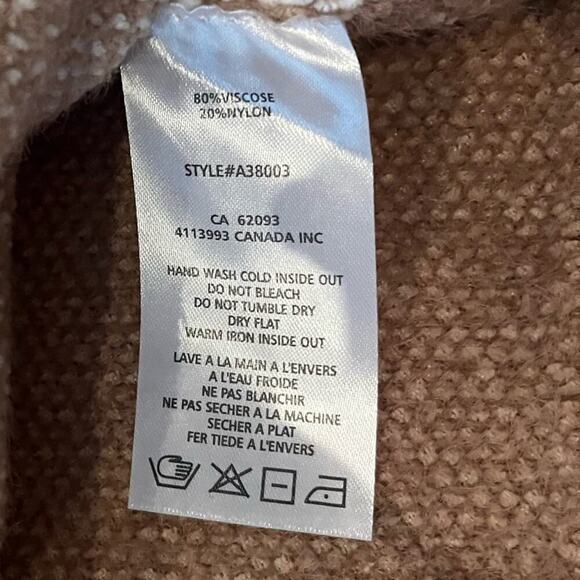 80%VISCOSE
20%NYLON
STYLE#A38003
CA 62093
4113993 CANADA INC
HAND WASH COLD INSIDE OUT
DO NOT BLEACH
DO NOT TUMBLE DRY
DRY FLAT
WARM IRON INSIDE OUT
LAVE A LA MAIN A L'ENVERS
A L'EAU FROIDE
NE PAS BLANCHIR
NE PAS SECHER A LA MACHINE
SECHER A PLAT
FER TIEDE A L'ENVERS